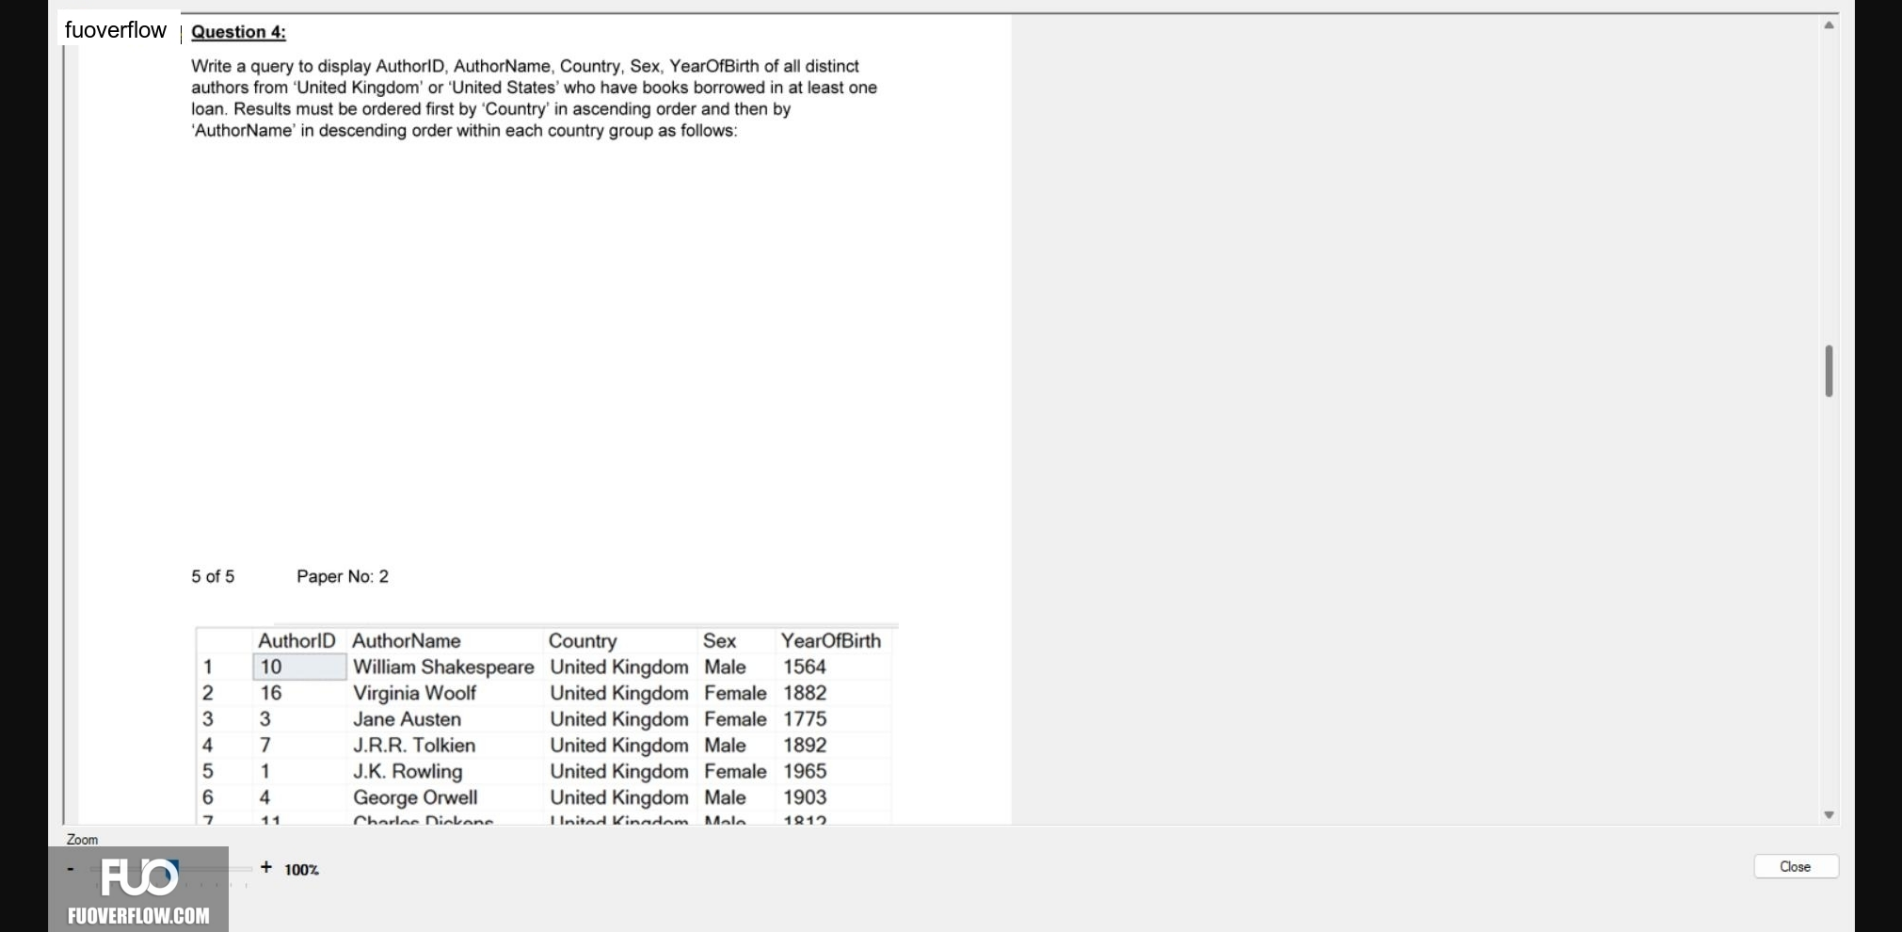 fuoverflow
Question 4:
Write a query to display AuthorID, AuthorName, Country, Sex, YearOfBirth of all distinct
authors from ‘United Kingdom’ or ‘United States’ who have books borrowed in at least one
loan. Results must be ordered first by ‘Country’ in ascending order and then by
‘AuthorName’ in descending order within each country group as follows:
5 of 5 Paper No: 2
AuthorID AuthorName Country Sex YearOfBirth
1 10 William Shakespeare United Kingdom Male 1564
2 16 Virginia Woolf United Kingdom Female 1882
3 3 Jane Austen United Kingdom Female 1775
4 7 J.R.R. Tolkien United Kingdom Male 1892
5 1 J.K. Rowling United Kingdom Female 1965
6 4 George Orwell United Kingdom Male 1903
7 11 Charles Dickens United Kingdom Male 1812
Zoom
- + 100%
Close
FUO
FUOVERFLOW.COM